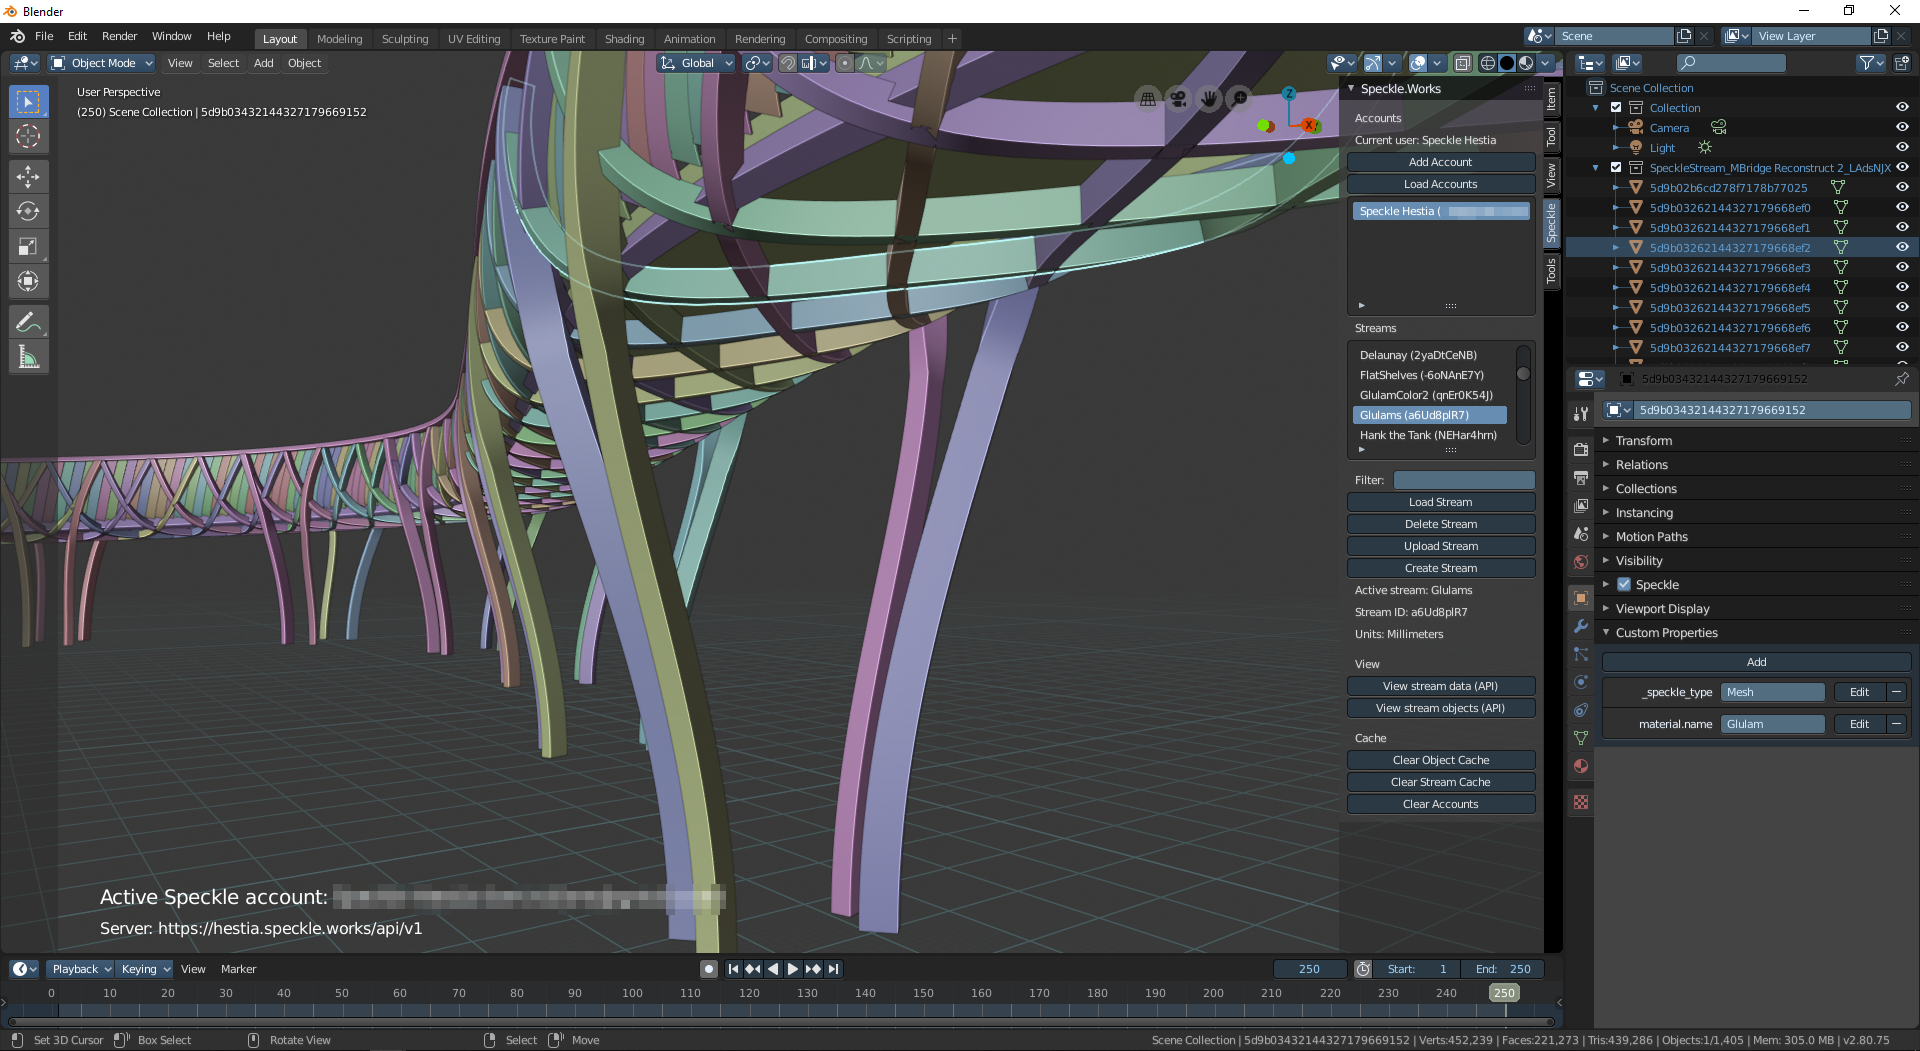 Blender
File Edit Render Window Help
Layout Modeling Sculpting UV Editing Texture Paint Shading Animation Rendering Compositing Scripting +
Scene
View Layer
Object Mode View Select Add Object
Global
User Perspective
(250) Scene Collection | 5d9b03432144327179669152
Z
X
Y
Speckle.Works
Accounts
Current user: Speckle Hestia
Add Account
Load Accounts
Speckle Hestia (
Streams
Delaunay (2yaDtCeNB)
FlatShelves (-6oNAnE7Y)
GlulamColor2 (qnEr0K54J)
Glulams (a6Ud8plR7)
Hank the Tank (NEHar4hrn)
Filter:
Load Stream
Delete Stream
Upload Stream
Create Stream
Active stream: Glulams
Stream ID: a6Ud8plR7
Units: Millimeters
View
View stream data (API)
View stream objects (API)
Cache
Clear Object Cache
Clear Stream Cache
Clear Accounts
Item
Tool
View
Speckle
Tools
Scene Collection
Collection
Camera
Light
SpeckleStream_MBridge Reconstruct 2_LAdsNJX
5d9b02b6cd278f7178b77025
5d9b03262144327179668ef0
5d9b03262144327179668ef1
5d9b03262144327179668ef2
5d9b03262144327179668ef3
5d9b03262144327179668ef4
5d9b03262144327179668ef5
5d9b03262144327179668ef6
5d9b03262144327179668ef7
5d9b03432144327179669152
5d9b03432144327179669152
Transform
Relations
Collections
Instancing
Motion Paths
Visibility
Speckle
Viewport Display
Custom Properties
Add
_speckle_type Mesh Edit
material.name Glulam Edit
Active Speckle account:
Server: https://hestia.speckle.works/api/v1
Playback Keying View Marker
250 Start: 1 End: 250
0 10 20 30 40 50 60 70 80 90 100 110 120 130 140 150 160 170 180 190 200 210 220 230 240 250
Set 3D Cursor Box Select Rotate View Select Move
Scene Collection | 5d9b03432144327179669152 | Verts:452,239 | Faces:221,273 | Tris:439,286 | Objects:1/1,405 | Mem: 305.0 MB | v2.80.75